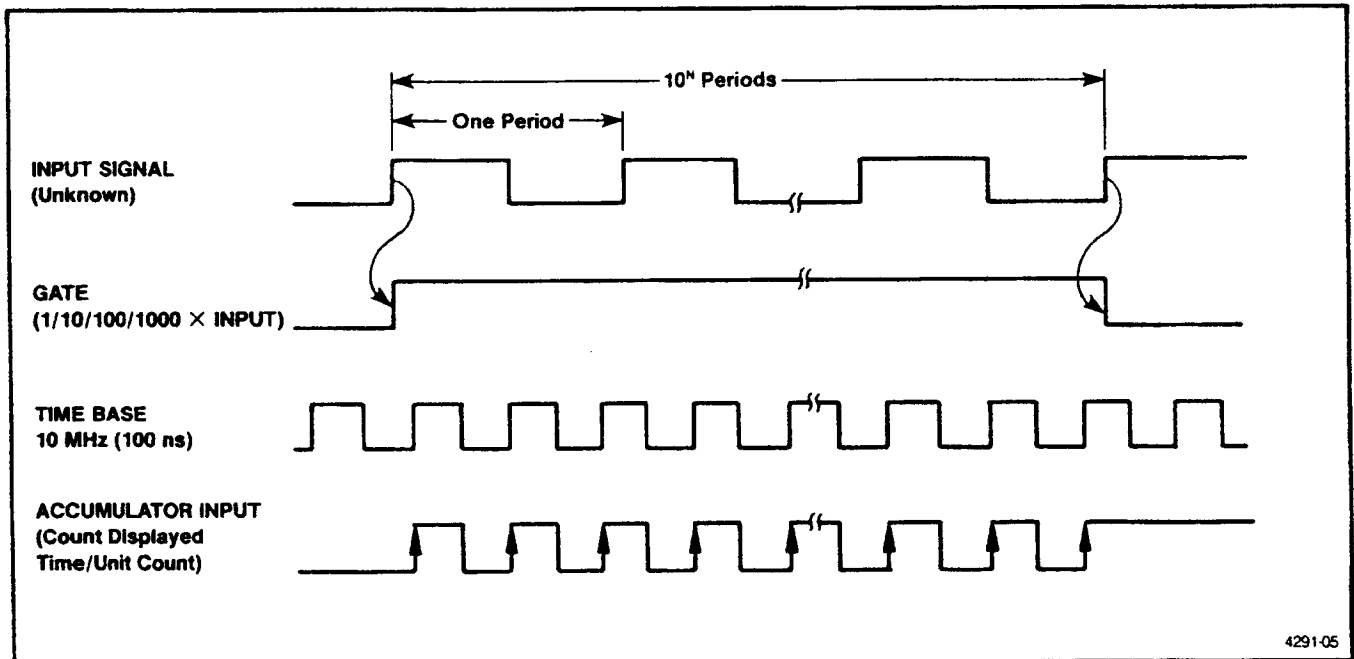 10ᴺ Periods
One Period
INPUT SIGNAL
(Unknown)
GATE
(1/10/100/1000 × INPUT)
TIME BASE
10 MHz (100 ns)
ACCUMULATOR INPUT
(Count Displayed
Time/Unit Count)
4291-05